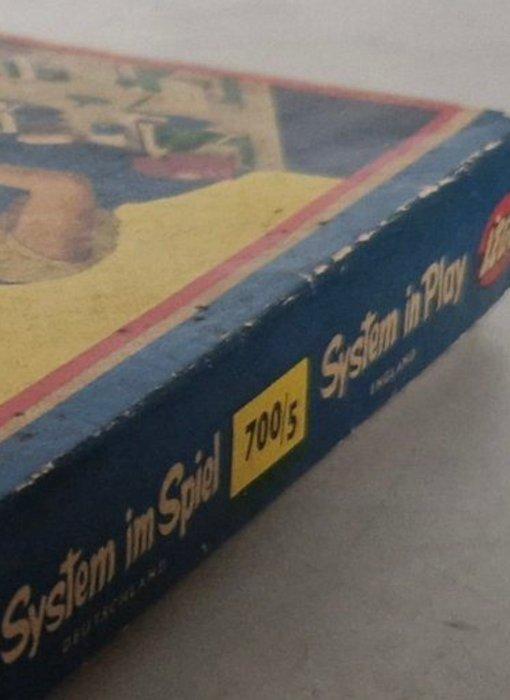 System im Spiel
DEUTSCHLAND
700/5
System in Play
ENGLAND